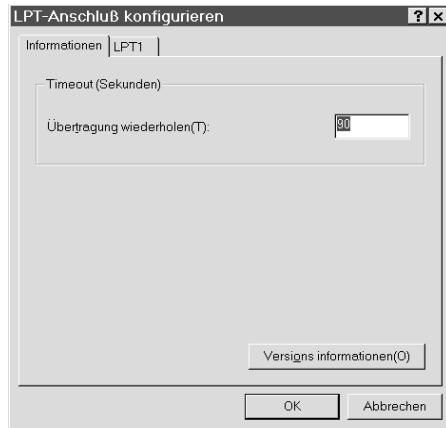 LPT-Anschluß konfigurieren
Informationen LPT1
Timeout (Sekunden)
Übertragung wiederholen(T): 90
Versions informationen(O)
OK Abbrechen